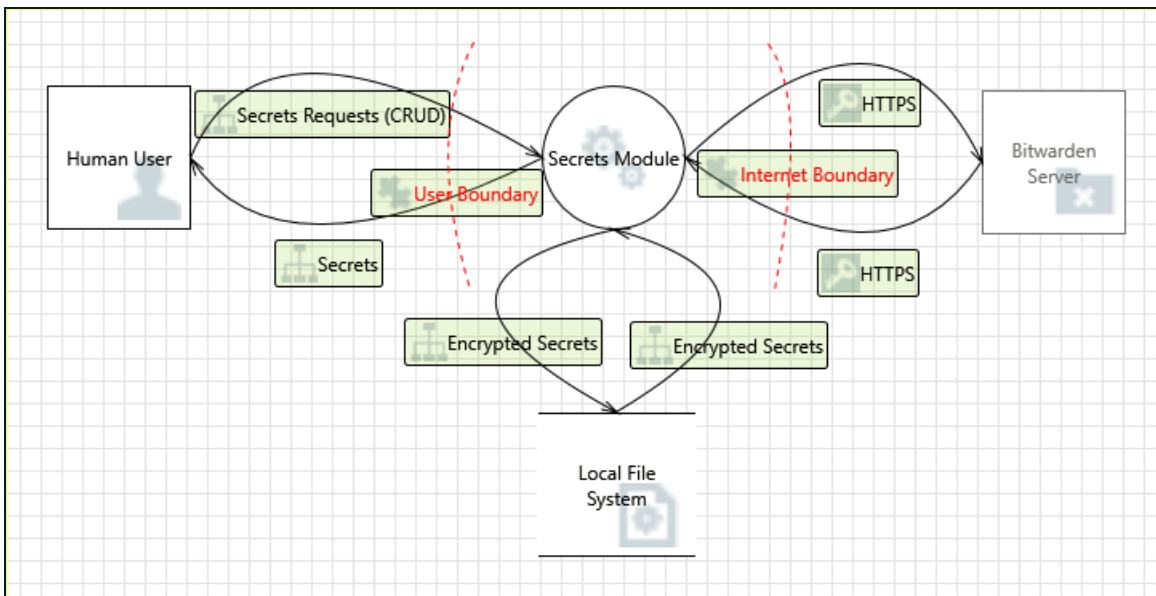 Secrets Requests (CRUD)
HTTPS
Human User
Secrets Module
Bitwarden
Server
User Boundary
Internet Boundary
Secrets
HTTPS
Encrypted Secrets
Encrypted Secrets
Local File
System